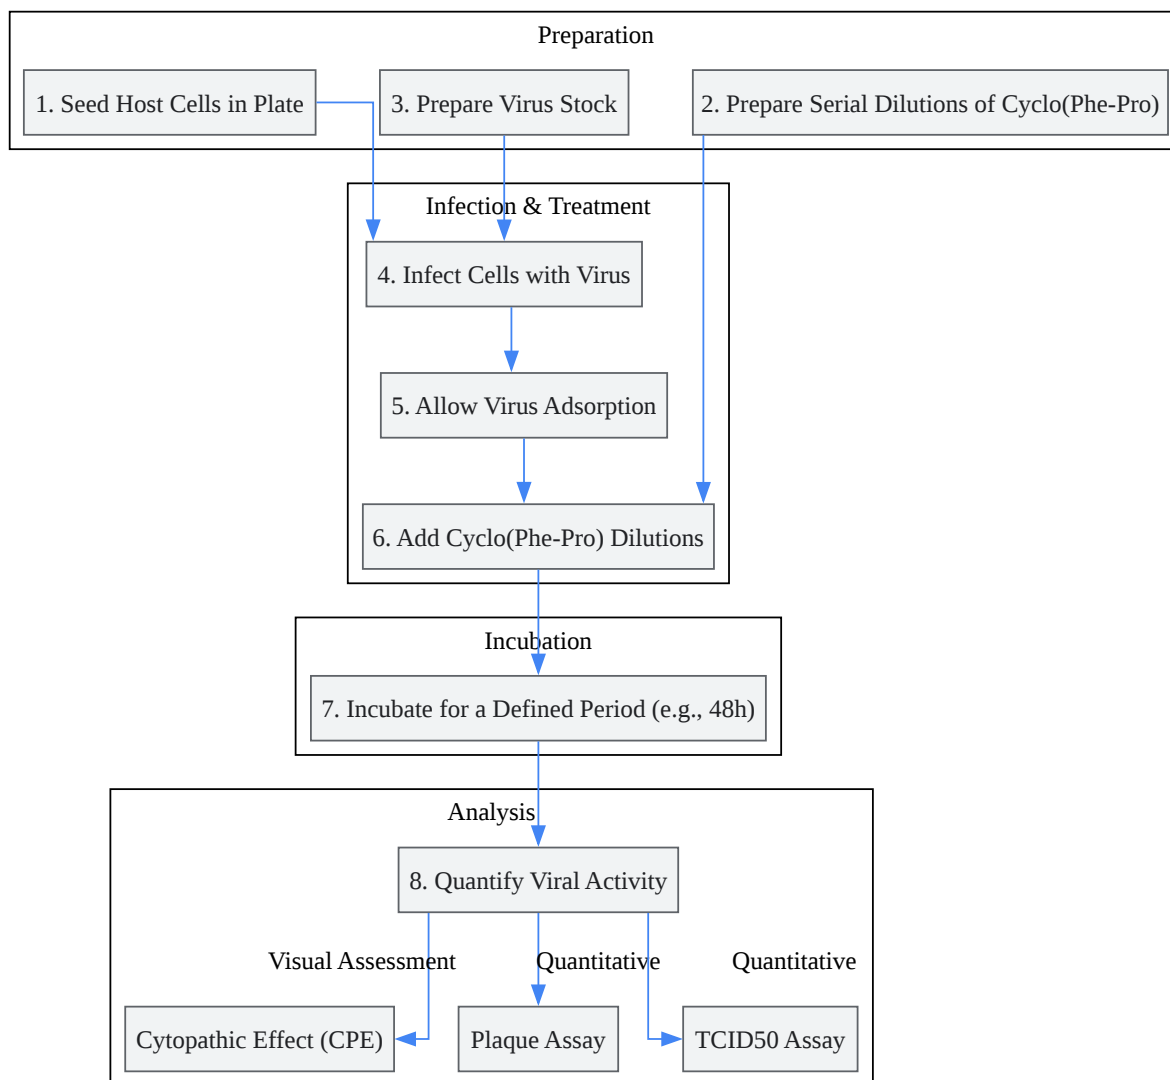 Preparation
1. Seed Host Cells in Plate
3. Prepare Virus Stock
2. Prepare Serial Dilutions of Cyclo(Phe-Pro)
Infection & Treatment
4. Infect Cells with Virus
5. Allow Virus Adsorption
6. Add Cyclo(Phe-Pro) Dilutions
Incubation
7. Incubate for a Defined Period (e.g., 48h)
Analysis
8. Quantify Viral Activity
Visual Assessment
Quantitative
Quantitative
Cytopathic Effect (CPE)
Plaque Assay
TCID50 Assay